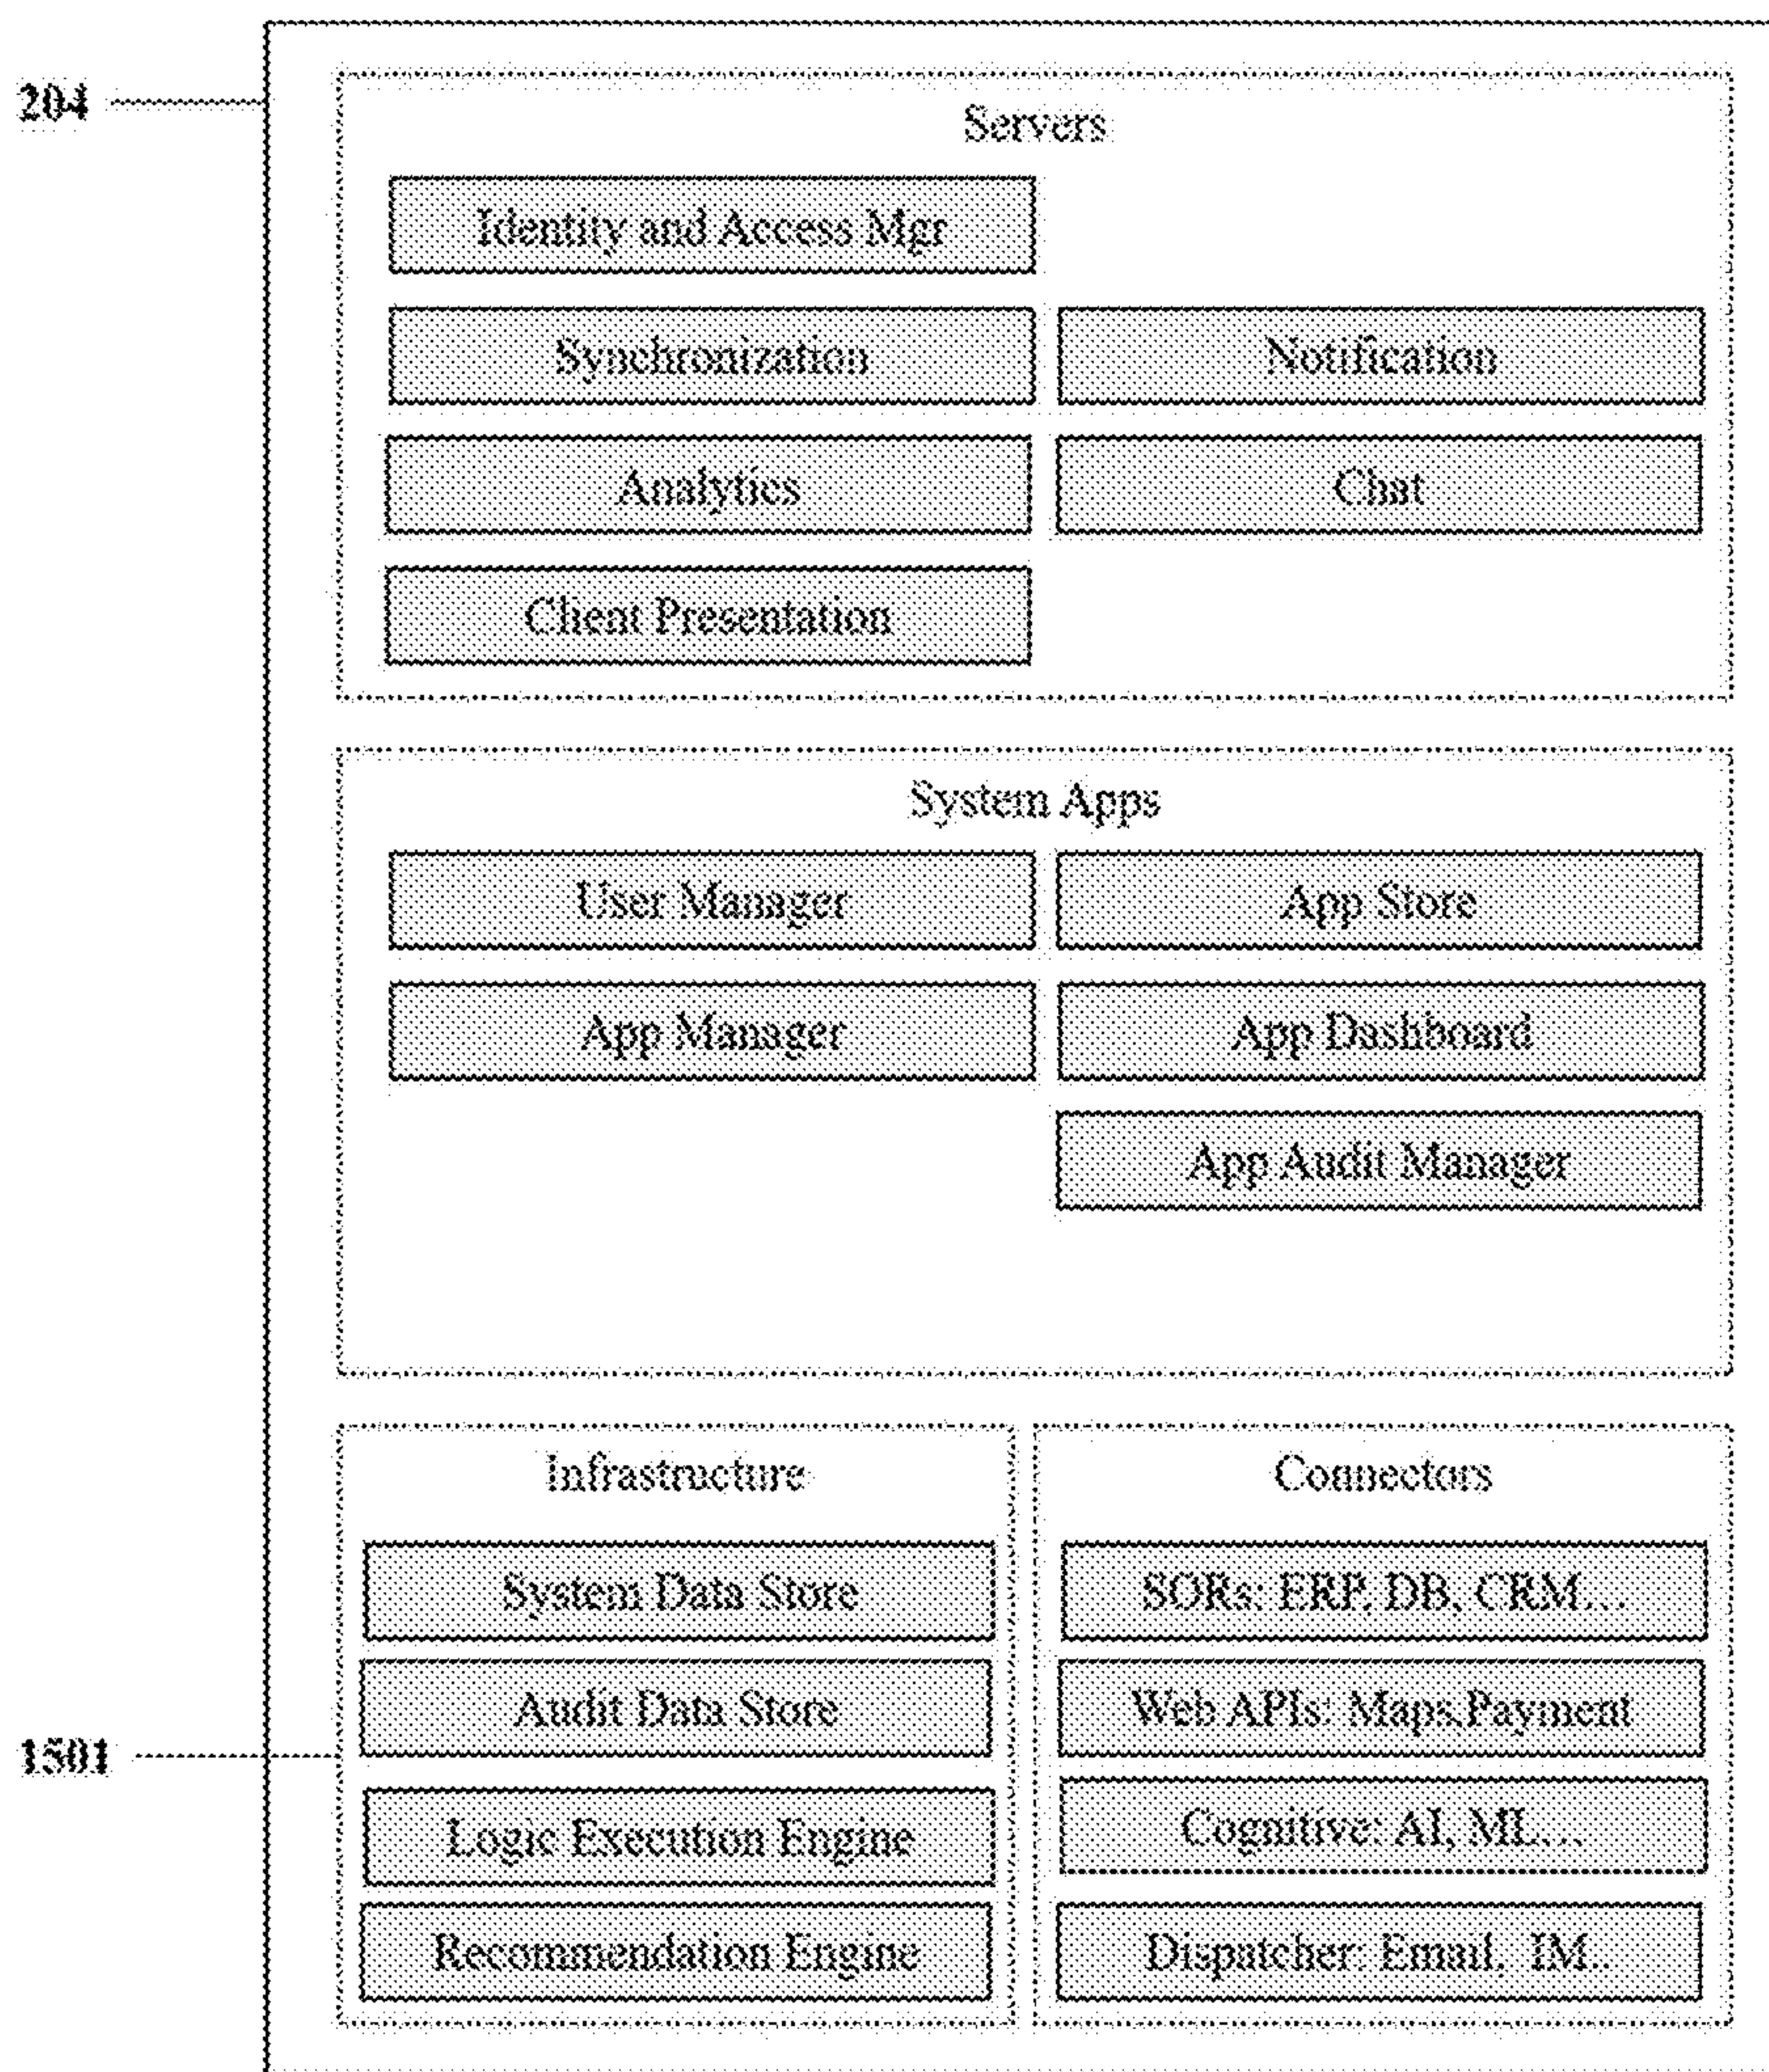 204
Servers
Identity and Access Mgr
Synchronization
Notification
Analytics
Chat
Client Presentation
System Apps
User Manager
App Store
App Manager
App Dashboard
App Audit Manager
Infrastructure
Connectors
System Data Store
SORs: ERP, DB, CRM…
Audit Data Store
Web APIs: Maps,Payment
1501
Logic Execution Engine
Cognitive: AI, ML…
Recommendation Engine
Dispatcher: Email, IM..